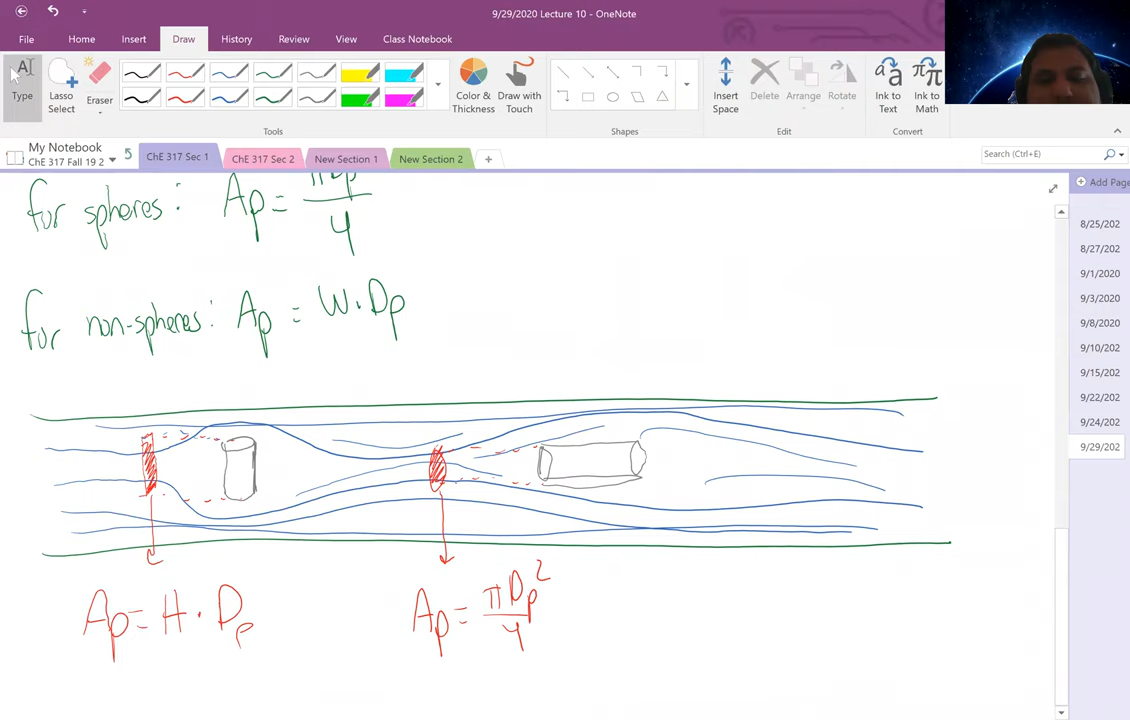 9/29/2020 Lecture 10 - OneNote
File Home Insert Draw History Review View Class Notebook
Type
Lasso Select
Eraser
Color & Thickness
Draw with Touch
Insert Space
Delete
Arrange
Rotate
Ink to Text
Ink to Math
Tools
Shapes
Edit
Convert
My Notebook
ChE 317 Fall 19 2
ChE 317 Sec 1
ChE 317 Sec 2
New Section 1
New Section 2
+
Search (Ctrl+E)
Add Page
8/25/202
8/27/202
9/1/2020
9/3/2020
9/8/2020
9/10/202
9/15/202
9/22/202
9/24/202
9/29/202
for spheres: Ap = πDp / 4
for non-spheres: Ap = W · Dp
Ap = H · Dp
Ap = πDp² / 4